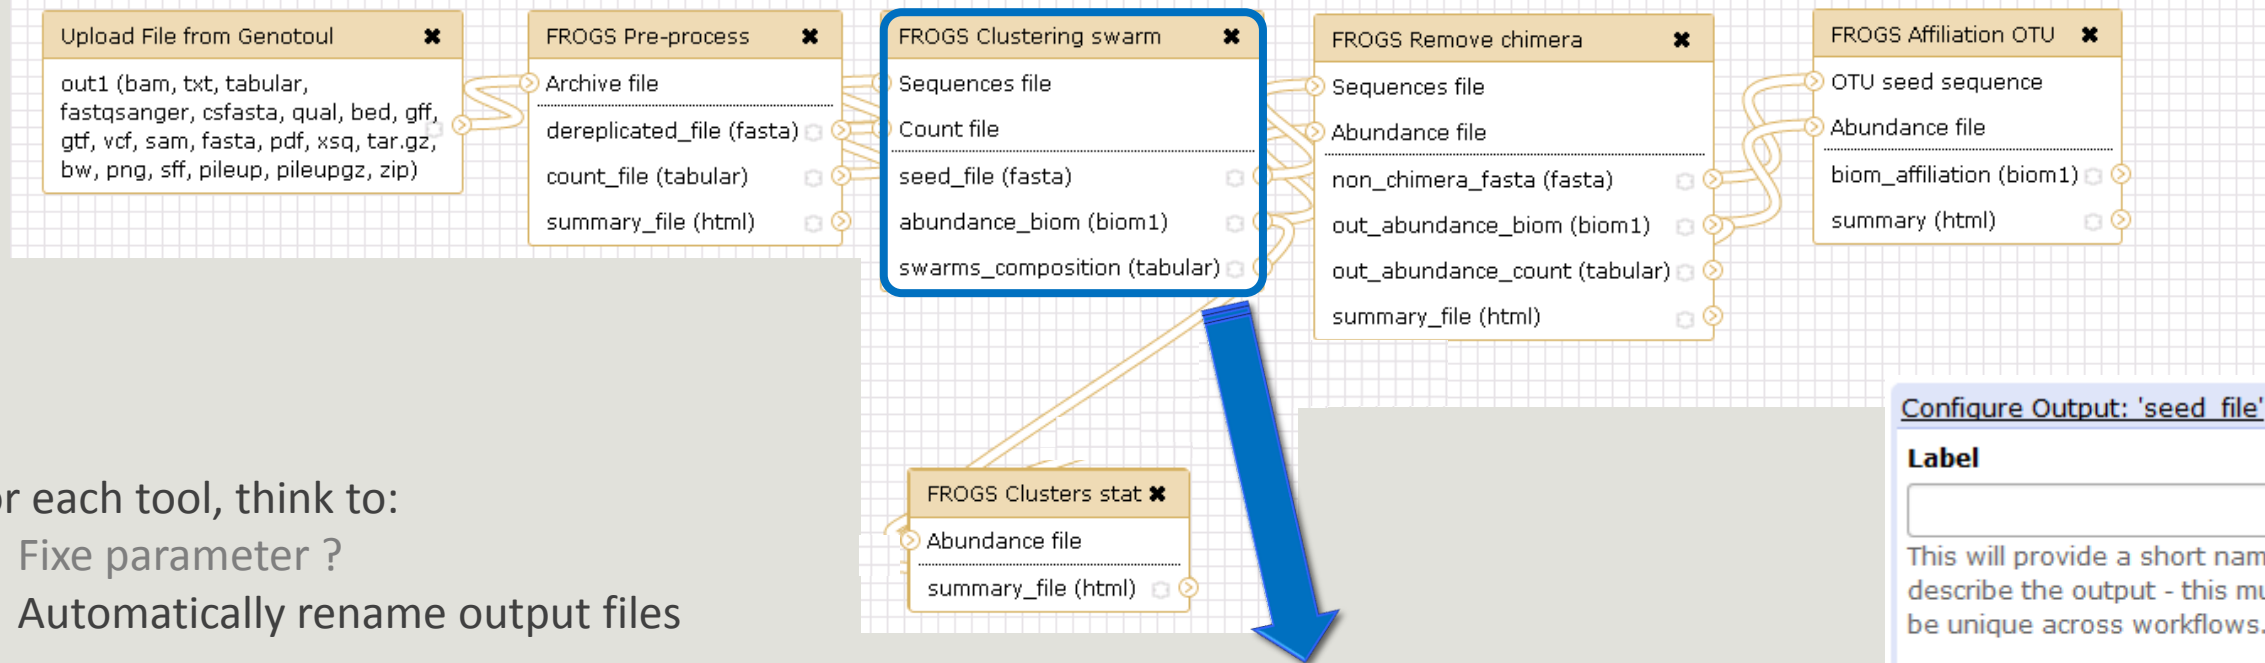 Upload File from Genotoul
out1 (bam, txt, tabular,
fastqsanger, csfasta, qual, bed, gff,
gtf, vcf, sam, fasta, pdf, xsq, tar.gz,
bw, png, sff, pileup, pileupgz, zip)
FROGS Pre-process
Archive file
dereplicated_file (fasta)
count_file (tabular)
summary_file (html)
FROGS Clustering swarm
Sequences file
Count file
seed_file (fasta)
abundance_biom (biom1)
swarms_composition (tabular)
FROGS Remove chimera
Sequences file
Abundance file
non_chimera_fasta (fasta)
out_abundance_biom (biom1)
out_abundance_count (tabular)
summary_file (html)
FROGS Affiliation OTU
OTU seed sequence
Abundance file
biom_affiliation (biom1)
summary (html)
FROGS Clusters stat
Abundance file
summary_file (html)
r each tool, think to:
Fixe parameter ?
Automatically rename output files
Configure Output: 'seed_file'
Label
This will provide a short nam
describe the output - this mu
be unique across workflows.